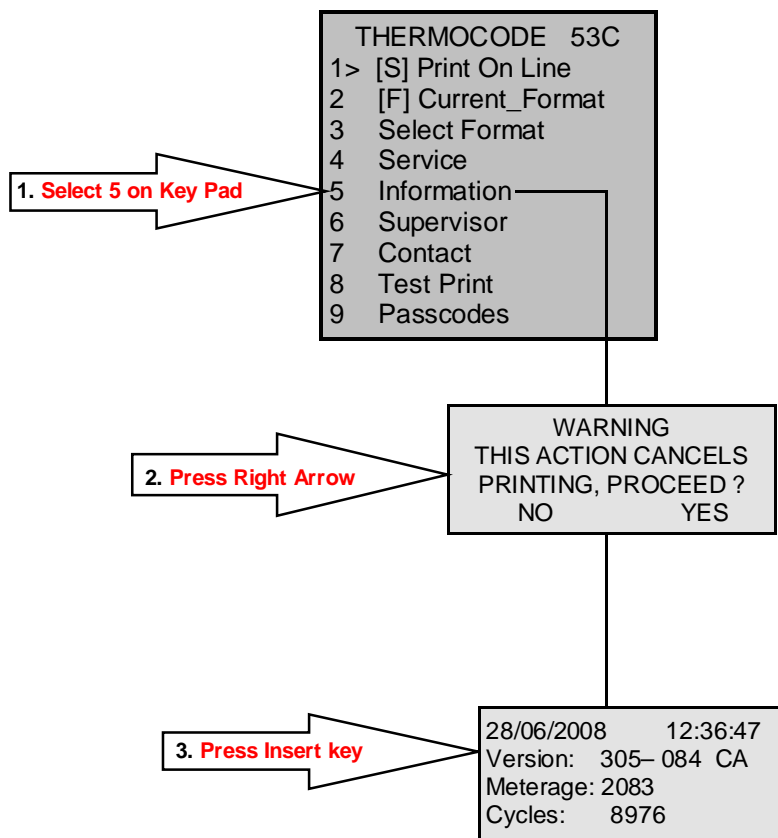 THERMOCODE 53C
1> [S] Print On Line
2 [F] Current_Format
3 Select Format
4 Service
1. Select 5 on Key Pad
5 Information
6 Supervisor
7 Contact
8 Test Print
9 Passcodes
2. Press Right Arrow
WARNING
THIS ACTION CANCELS
PRINTING, PROCEED ?
NO YES
3. Press Insert key
28/06/2008 12:36:47
Version: 305– 084 CA
Meterage: 2083
Cycles: 8976